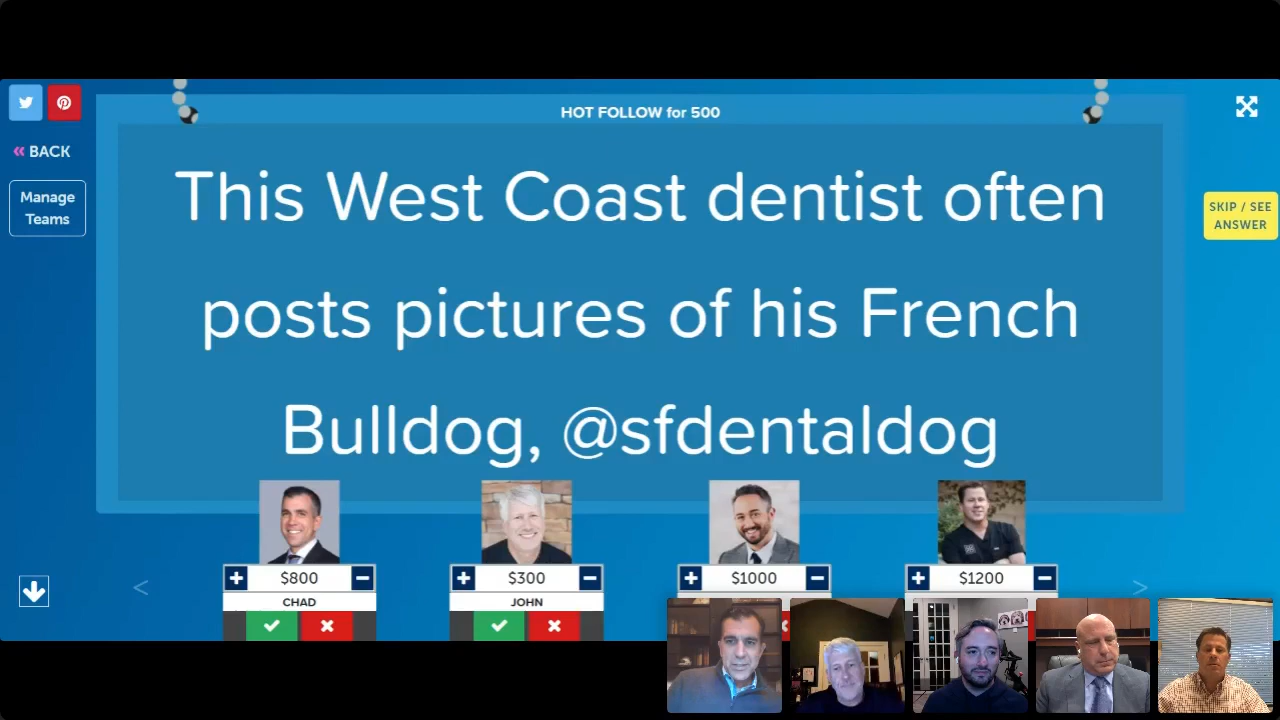 HOT FOLLOW for 500
« BACK
Manage
Teams
SKIP / SEE
ANSWER
This West Coast dentist often
posts pictures of his French
Bulldog, @sfdentaldog
+ $800 −
+ $300 −
+ $1000 −
+ $1200 −
CHAD
JOHN